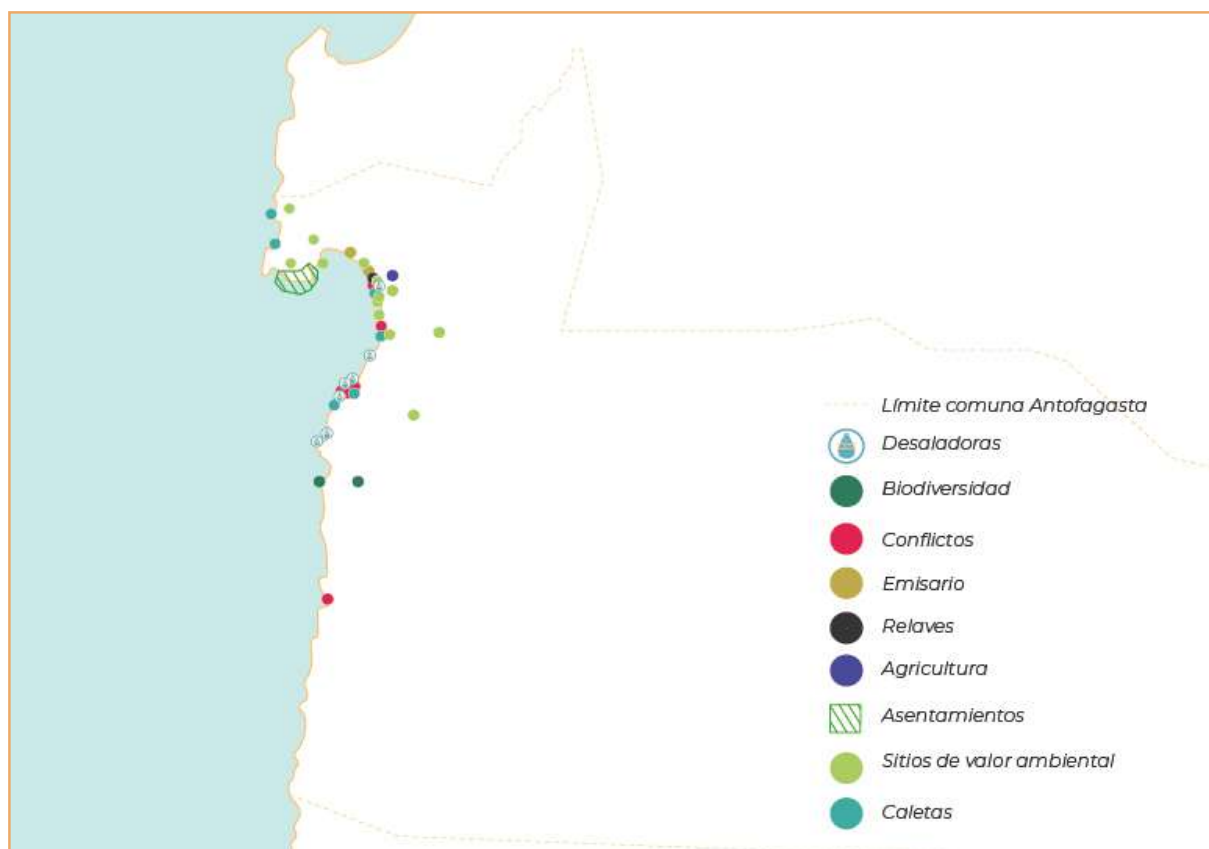 Límite comuna Antofagasta
Desaladoras
Biodiversidad
Conflictos
Emisario
Relaves
Agricultura
Asentamientos
Sitios de valor ambiental
Caletas